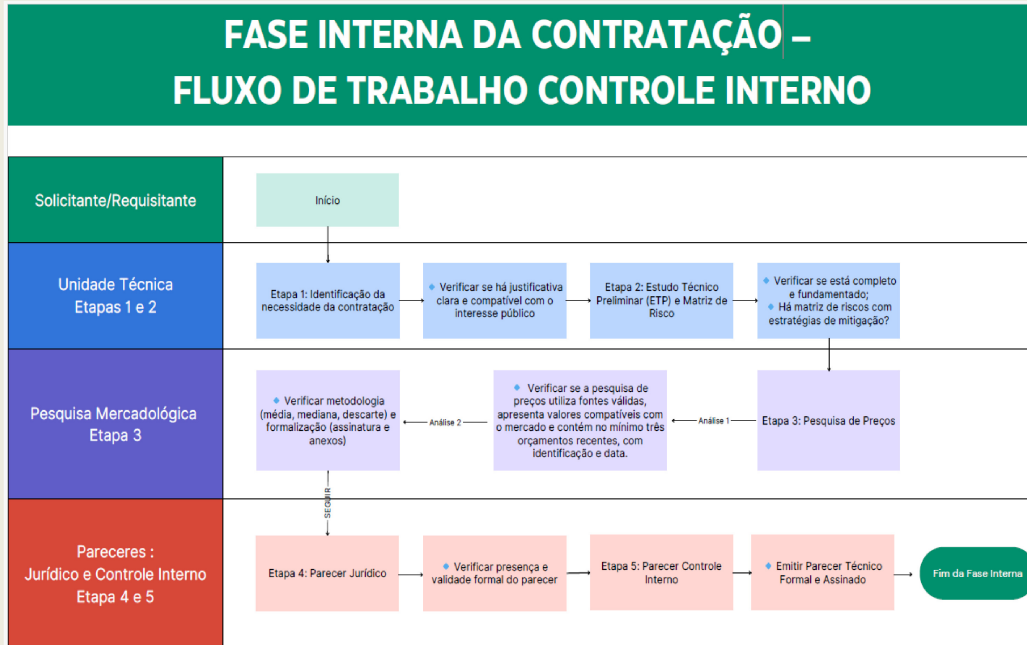 FASE INTERNA DA CONTRATAÇÃO –
FLUXO DE TRABALHO CONTROLE INTERNO
Solicitante/Requisitante
Início
Unidade Técnica
Etapas 1 e 2
Etapa 1: Identificação da
necessidade da contratação
Verificar se há justificativa
clara e compatível com o
interesse público
Etapa 2: Estudo Técnico
Preliminar (ETP) e Matriz de
Risco
Verificar se está completo
e fundamentado;
Há matriz de riscos com
estratégias de mitigação?
Pesquisa Mercadológica
Etapa 3
Verificar metodologia
(média, mediana, descarte) e
formalização (assinatura e
anexos)
Análise 2
Verificar se a pesquisa de
preços utiliza fontes válidas,
apresenta valores compatíveis com
o mercado e contém no mínimo três
orçamentos recentes, com
identificação e data.
Análise 1
Etapa 3: Pesquisa de Preços
SEGUIR
Pareceres :
Jurídico e Controle Interno
Etapa 4 e 5
Etapa 4: Parecer Jurídico
Verificar presença e
validade formal do parecer
Etapa 5: Parecer Controle
Interno
Emitir Parecer Técnico
Formal e Assinado
Fim da Fase Interna